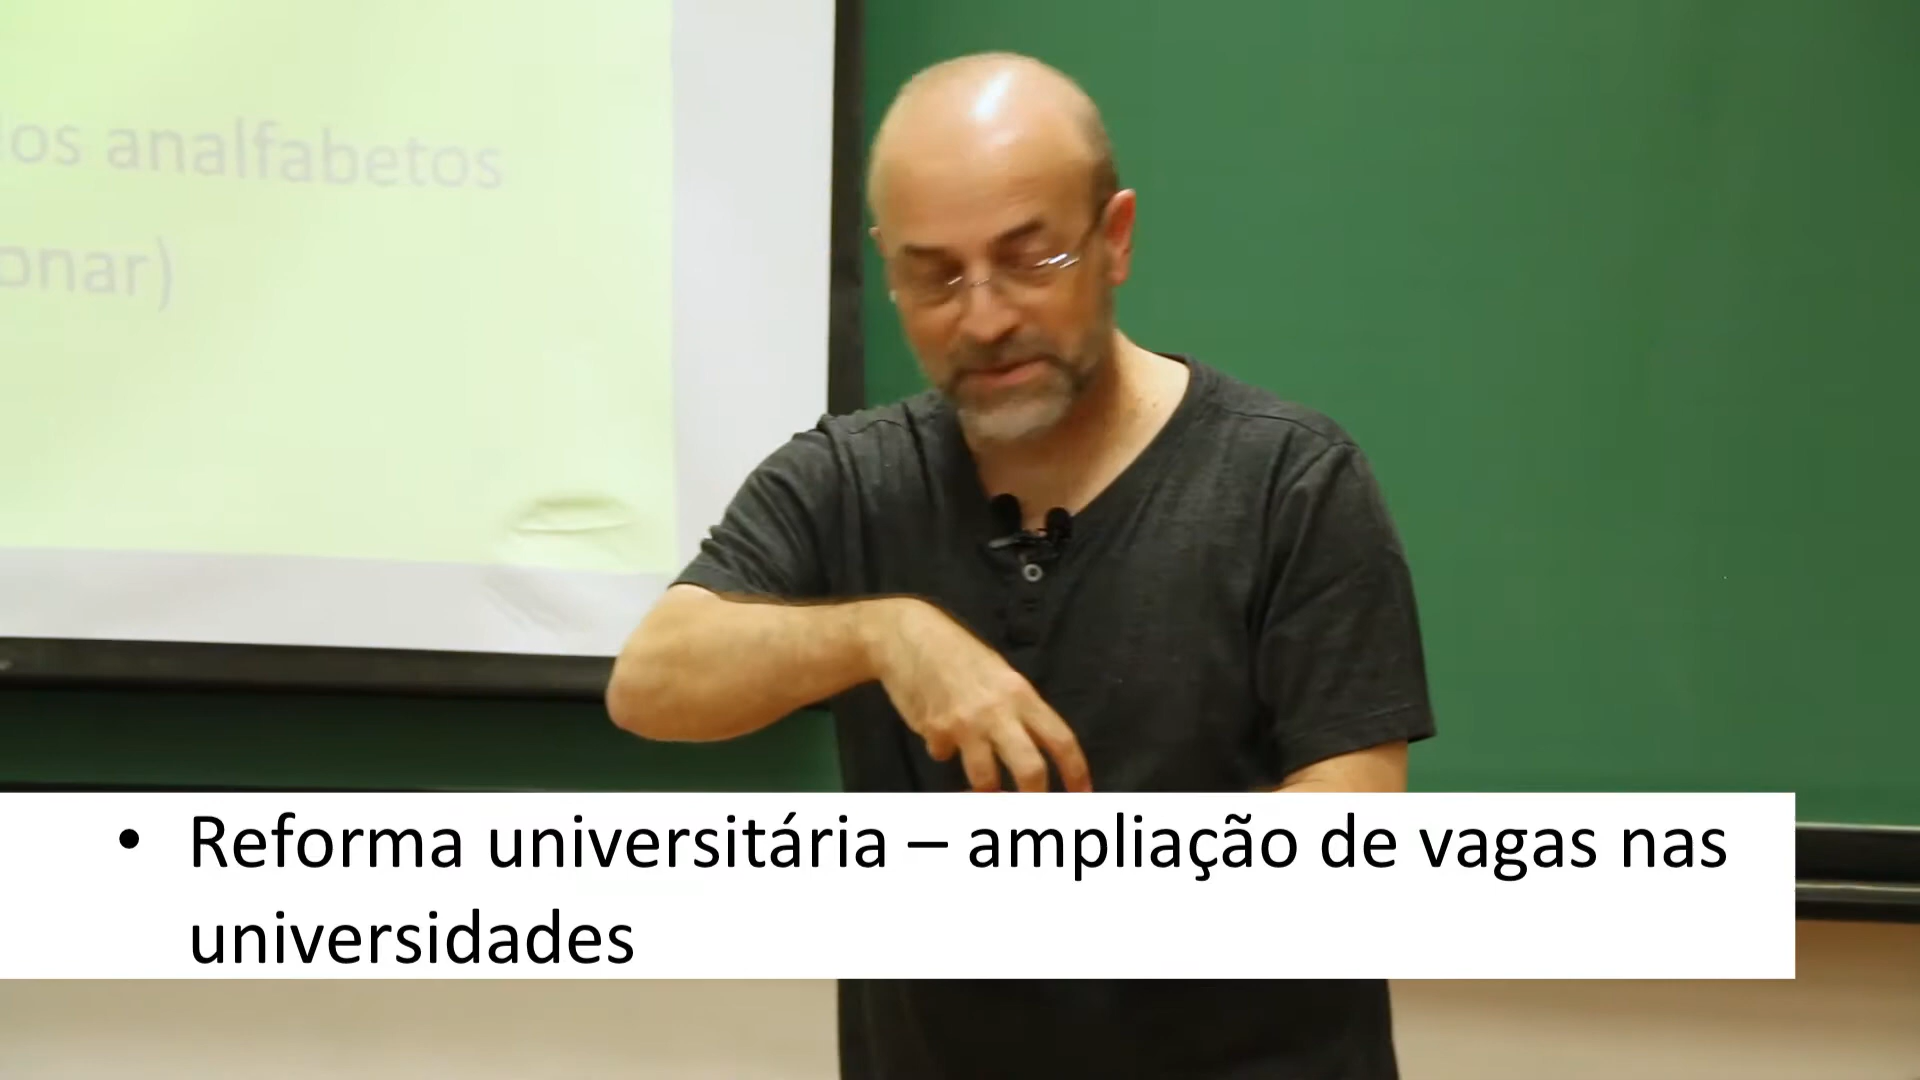 los analfabetos
onar)
• Reforma universitária – ampliação de vagas nas
universidades